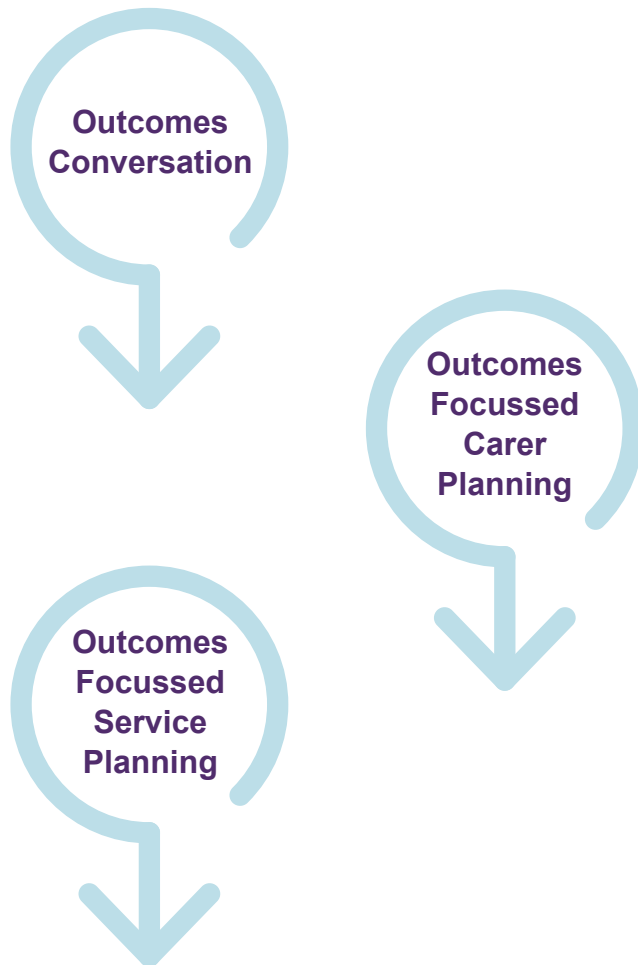 Outcomes
Conversation
Outcomes
Focussed
Carer
Planning
Outcomes
Focussed
Service
Planning